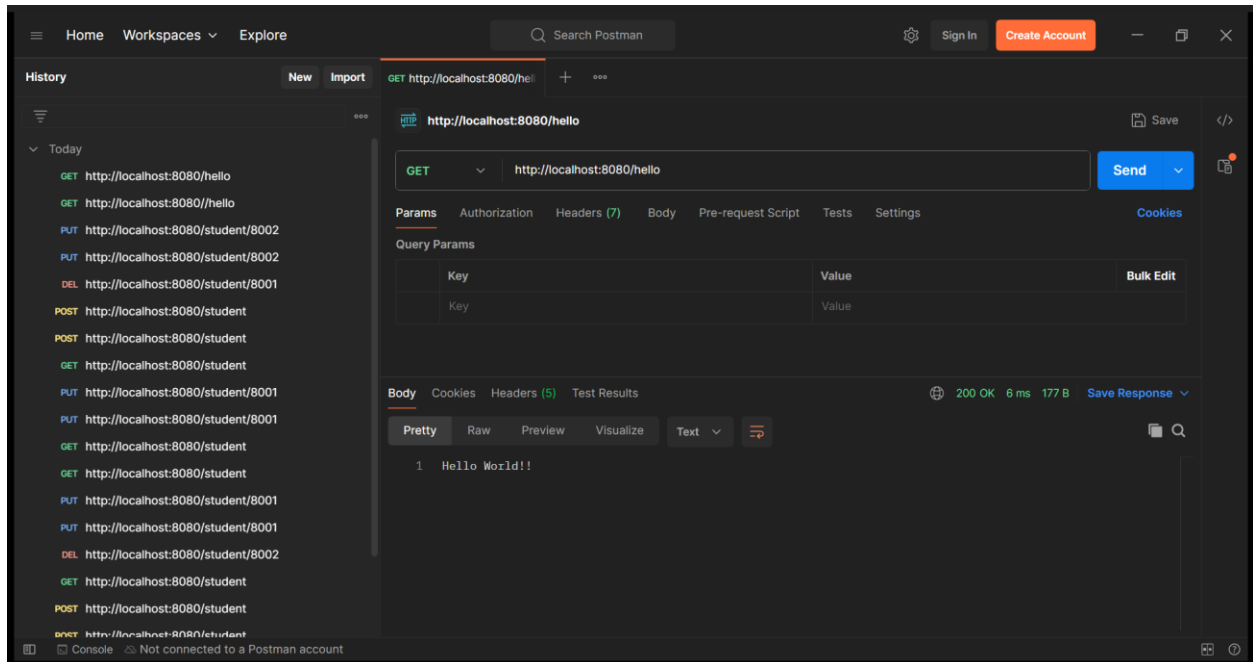 Home Workspaces Explore Search Postman Sign In Create Account
History New Import GET http://localhost:8080/hel
HTTP http://localhost:8080/hello Save
Today
GET http://localhost:8080/hello
GET http://localhost:8080//hello
PUT http://localhost:8080/student/8002
PUT http://localhost:8080/student/8002
DEL http://localhost:8080/student/8001
POST http://localhost:8080/student
POST http://localhost:8080/student
GET http://localhost:8080/student
PUT http://localhost:8080/student/8001
PUT http://localhost:8080/student/8001
GET http://localhost:8080/student
GET http://localhost:8080/student
PUT http://localhost:8080/student/8001
PUT http://localhost:8080/student/8001
DEL http://localhost:8080/student/8002
GET http://localhost:8080/student
POST http://localhost:8080/student
POST http://localhost:8080/student
GET http://localhost:8080/hello Send
Params Authorization Headers (7) Body Pre-request Script Tests Settings Cookies
Query Params
Key Value Bulk Edit
Key Value
Body Cookies Headers (5) Test Results 200 OK 6 ms 177 B Save Response
Pretty Raw Preview Visualize Text
1 Hello World!!
Console Not connected to a Postman account